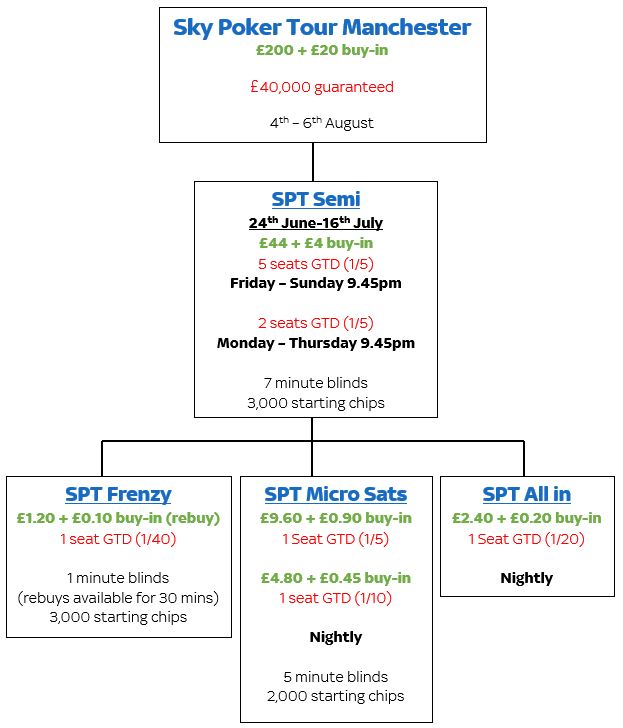 Sky Poker Tour Manchester
£200 + £20 buy-in
£40,000 guaranteed
4th – 6th August
SPT Semi
24th June-16th July
£44 + £4 buy-in
5 seats GTD (1/5)
Friday – Sunday 9.45pm
2 seats GTD (1/5)
Monday – Thursday 9.45pm
7 minute blinds
3,000 starting chips
SPT Frenzy
£1.20 + £0.10 buy-in (rebuy)
1 seat GTD (1/40)
1 minute blinds
(rebuys available for 30 mins)
3,000 starting chips
SPT Micro Sats
£9.60 + £0.90 buy-in
1 Seat GTD (1/5)
£4.80 + £0.45 buy-in
1 seat GTD (1/10)
Nightly
5 minute blinds
2,000 starting chips
SPT All in
£2.40 + £0.20 buy-in
1 Seat GTD (1/20)
Nightly